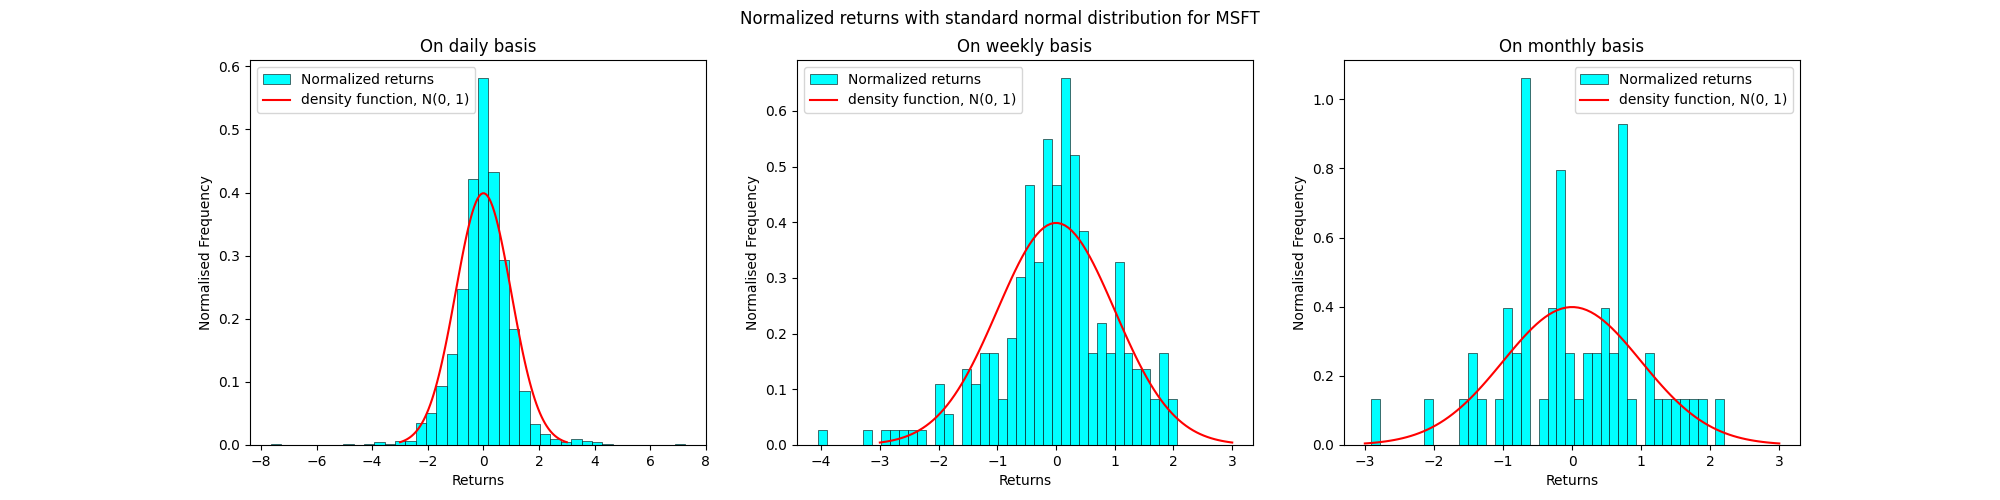 Normalized returns with standard normal distribution for MSFT
On daily basis
Normalized returns
density function, N(0, 1)
Normalised Frequency
0.6
0.5
0.4
0.3
0.2
0.1
0.0
−8 −6 −4 −2 0 2 4 6 8
Returns
On weekly basis
Normalized returns
density function, N(0, 1)
Normalised Frequency
0.6
0.5
0.4
0.3
0.2
0.1
0.0
−4 −3 −2 −1 0 1 2 3
Returns
On monthly basis
Normalized returns
density function, N(0, 1)
Normalised Frequency
1.0
0.8
0.6
0.4
0.2
0.0
−3 −2 −1 0 1 2 3
Returns